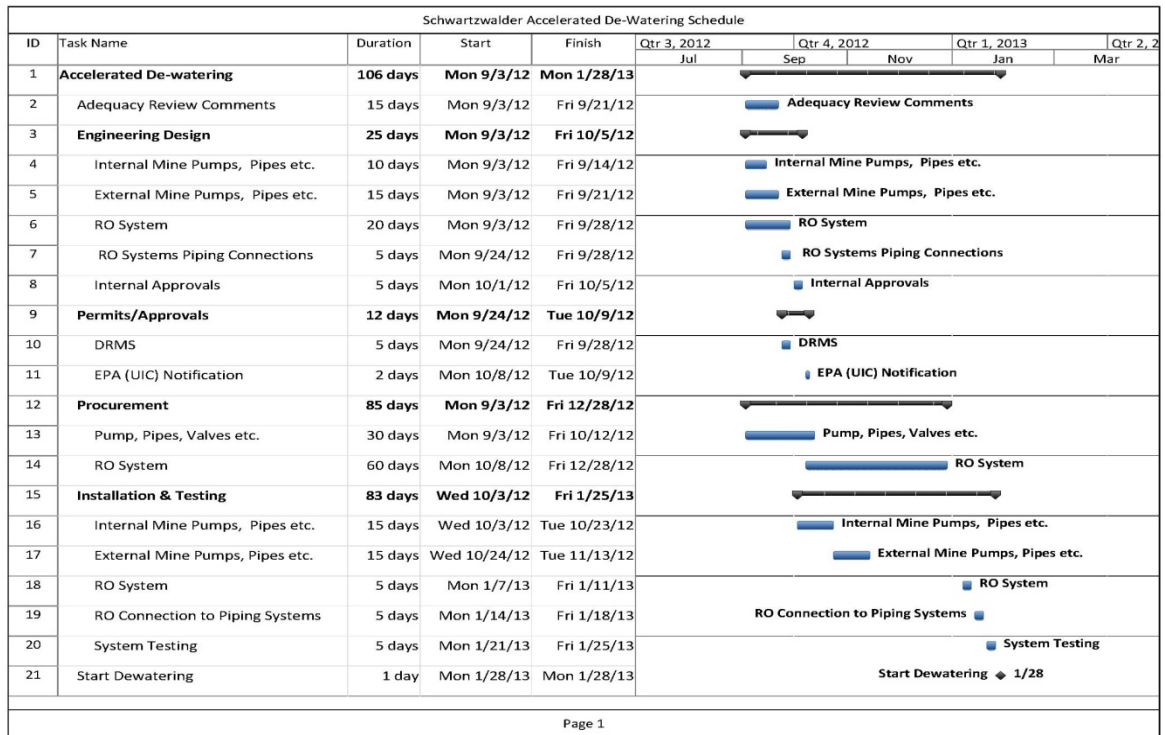 Schwartzwalder Accelerated De-Watering Schedule
ID Task Name Duration Start Finish Qtr 3, 2012 Qtr 4, 2012 Qtr 1, 2013 Qtr 2, 2
Jul Sep Nov Jan Mar
1 Accelerated De-watering 106 days Mon 9/3/12 Mon 1/28/13
2 Adequacy Review Comments 15 days Mon 9/3/12 Fri 9/21/12 Adequacy Review Comments
3 Engineering Design 25 days Mon 9/3/12 Fri 10/5/12
4 Internal Mine Pumps, Pipes etc. 10 days Mon 9/3/12 Fri 9/14/12 Internal Mine Pumps, Pipes etc.
5 External Mine Pumps, Pipes etc. 15 days Mon 9/3/12 Fri 9/21/12 External Mine Pumps, Pipes etc.
6 RO System 20 days Mon 9/3/12 Fri 9/28/12 RO System
7 RO Systems Piping Connections 5 days Mon 9/24/12 Fri 9/28/12 RO Systems Piping Connections
8 Internal Approvals 5 days Mon 10/1/12 Fri 10/5/12 Internal Approvals
9 Permits/Approvals 12 days Mon 9/24/12 Tue 10/9/12
10 DRMS 5 days Mon 9/24/12 Fri 9/28/12 DRMS
11 EPA (UIC) Notification 2 days Mon 10/8/12 Tue 10/9/12 EPA (UIC) Notification
12 Procurement 85 days Mon 9/3/12 Fri 12/28/12
13 Pump, Pipes, Valves etc. 30 days Mon 9/3/12 Fri 10/12/12 Pump, Pipes, Valves etc.
14 RO System 60 days Mon 10/8/12 Fri 12/28/12 RO System
15 Installation & Testing 83 days Wed 10/3/12 Fri 1/25/13
16 Internal Mine Pumps, Pipes etc. 15 days Wed 10/3/12 Tue 10/23/12 Internal Mine Pumps, Pipes etc.
17 External Mine Pumps, Pipes etc. 15 days Wed 10/24/12 Tue 11/13/12 External Mine Pumps, Pipes etc.
18 RO System 5 days Mon 1/7/13 Fri 1/11/13 RO System
19 RO Connection to Piping Systems 5 days Mon 1/14/13 Fri 1/18/13 RO Connection to Piping Systems
20 System Testing 5 days Mon 1/21/13 Fri 1/25/13 System Testing
21 Start Dewatering 1 day Mon 1/28/13 Mon 1/28/13 Start Dewatering 1/28
Page 1